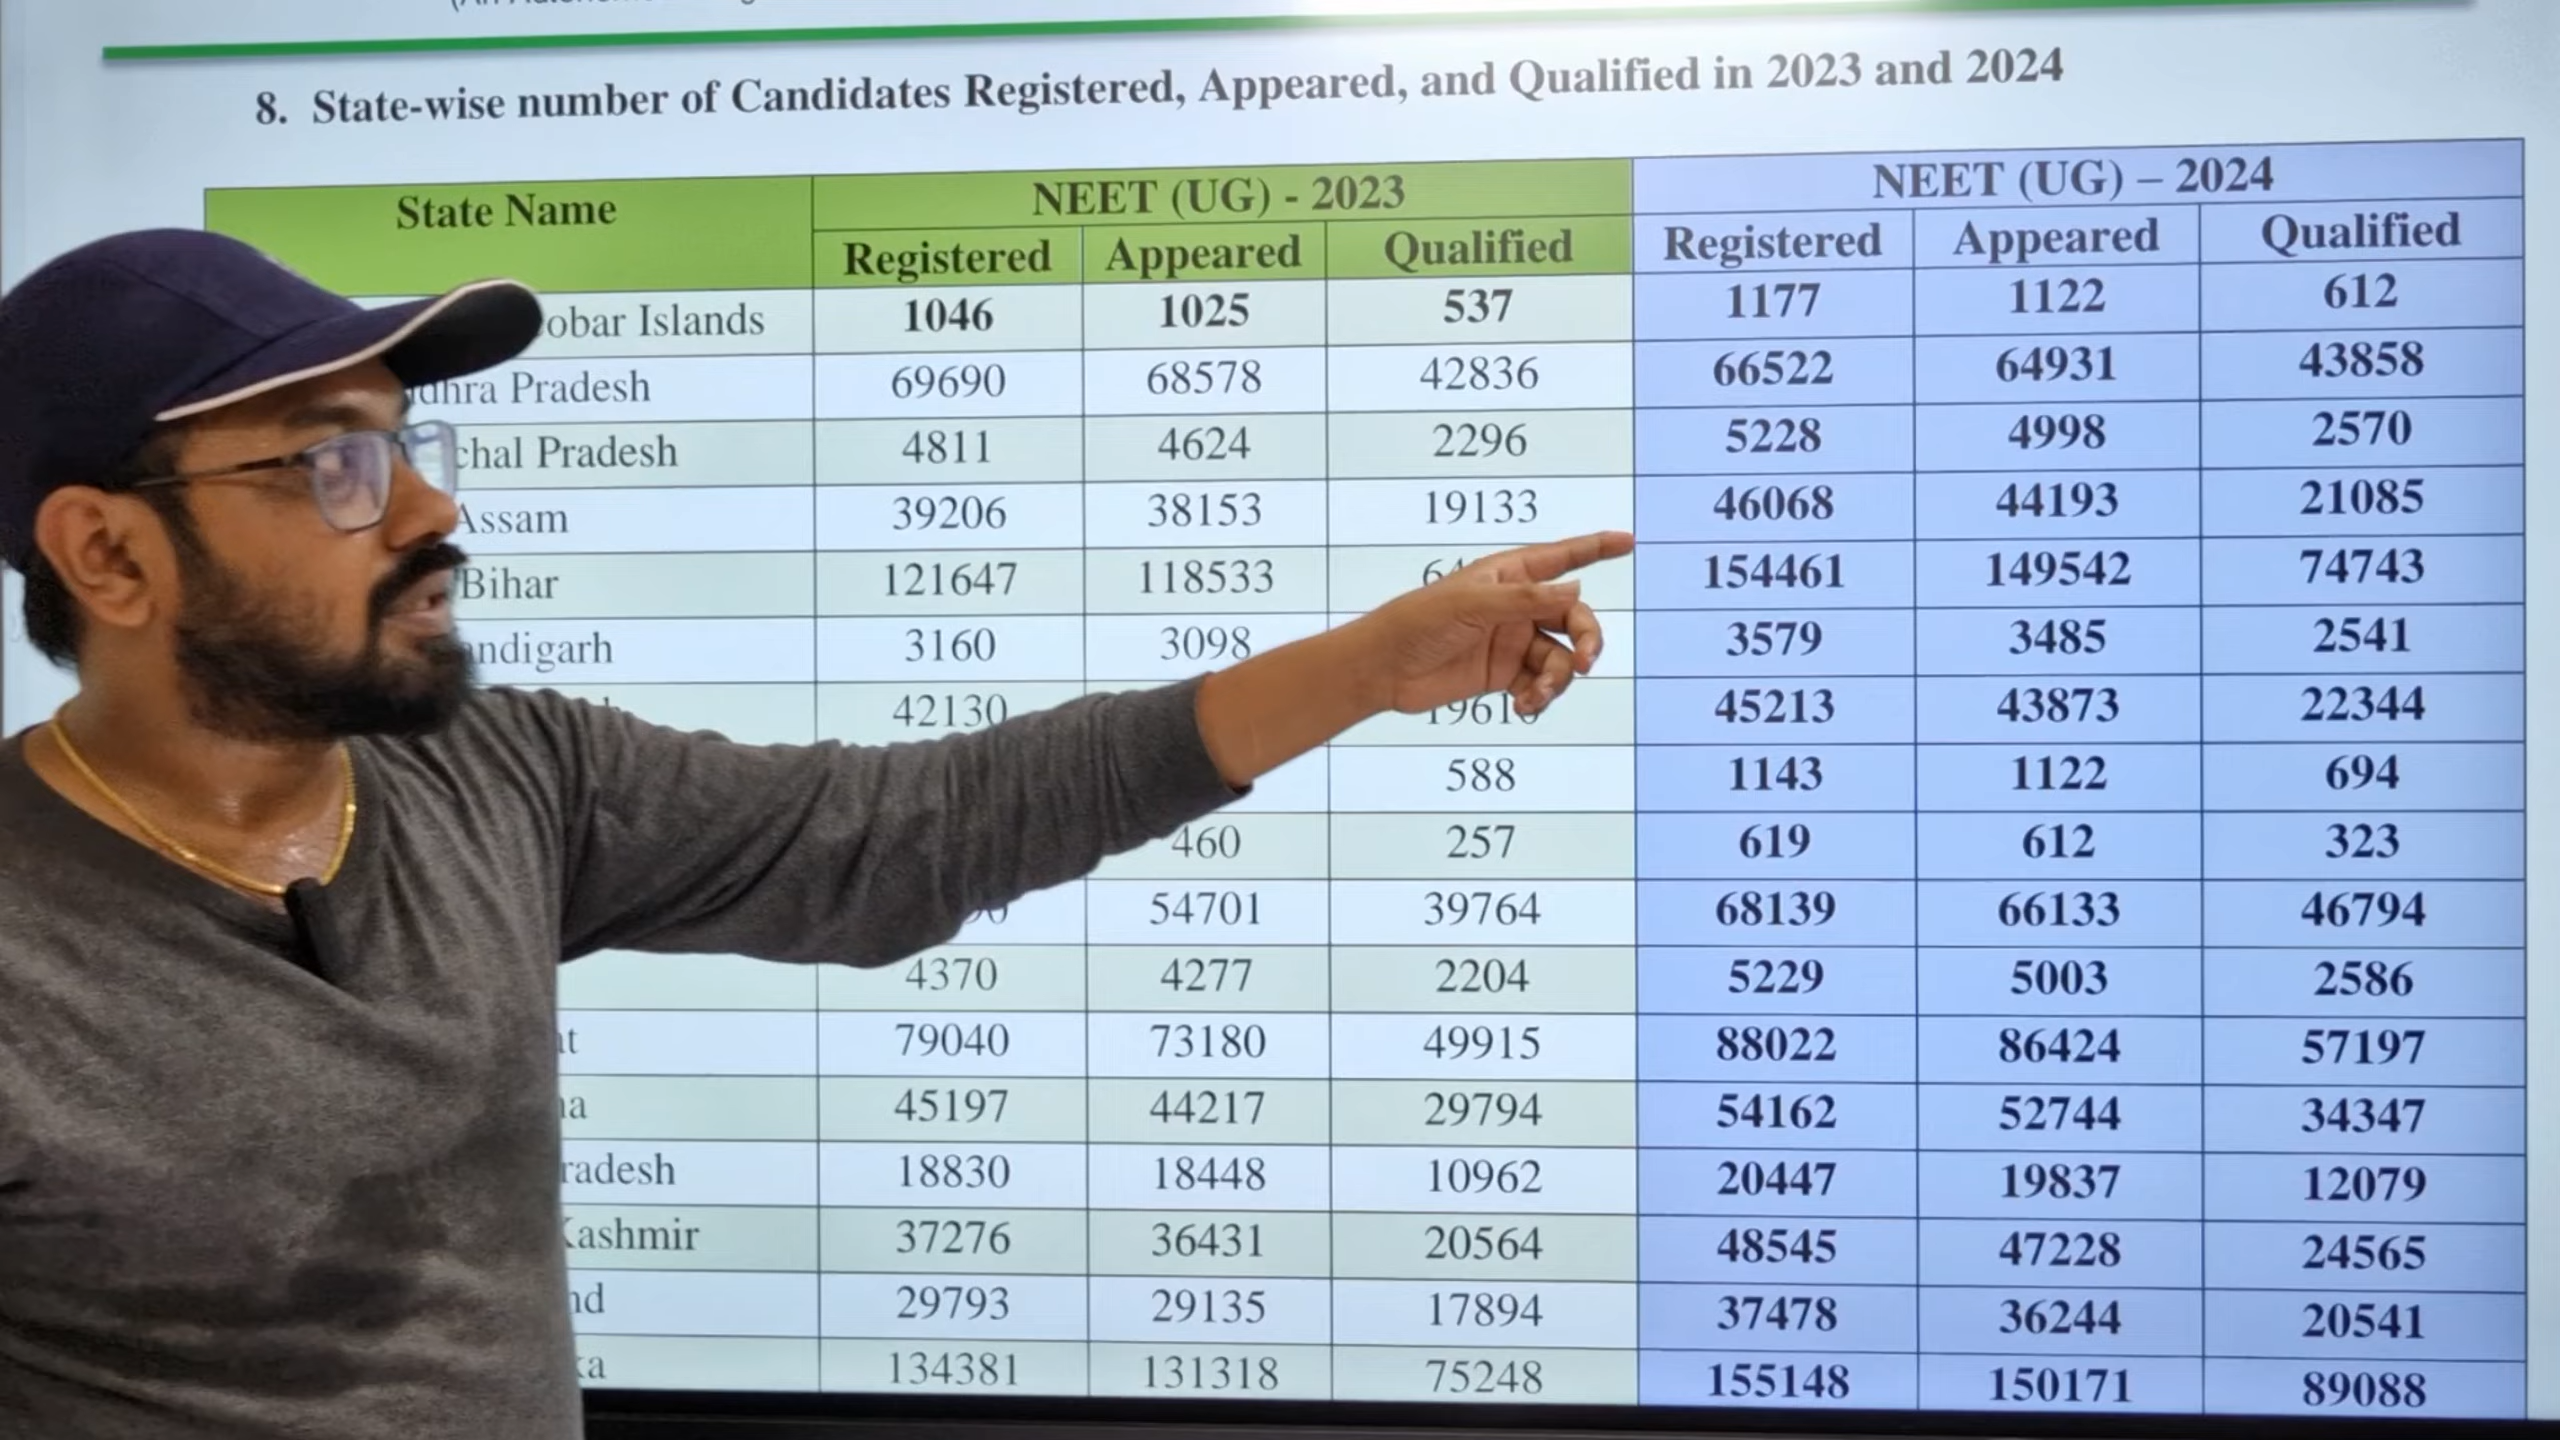 8. State-wise number of Candidates Registered, Appeared, and Qualified in 2023 and 2024
State Name NEET (UG) - 2023 NEET (UG) – 2024
Registered Appeared Qualified Registered Appeared Qualified
Islands 1046 1025 537 1177 1122 612
Pradesh 69690 68578 42836 66522 64931 43858
Pradesh 4811 4624 2296 5228 4998 2570
Assam 39206 38153 19133 46068 44193 21085
Bihar 121647 118533 154461 149542 74743
3160 3098 3579 3485 2541
42130 45213 43873 22344
588 1143 1122 694
460 257 619 612 323
54701 39764 68139 66133 46794
4370 4277 2204 5229 5003 2586
79040 73180 49915 88022 86424 57197
45197 44217 29794 54162 52744 34347
18830 18448 10962 20447 19837 12079
Kashmir 37276 36431 20564 48545 47228 24565
29793 29135 17894 37478 36244 20541
134381 131318 75248 155148 150171 89088